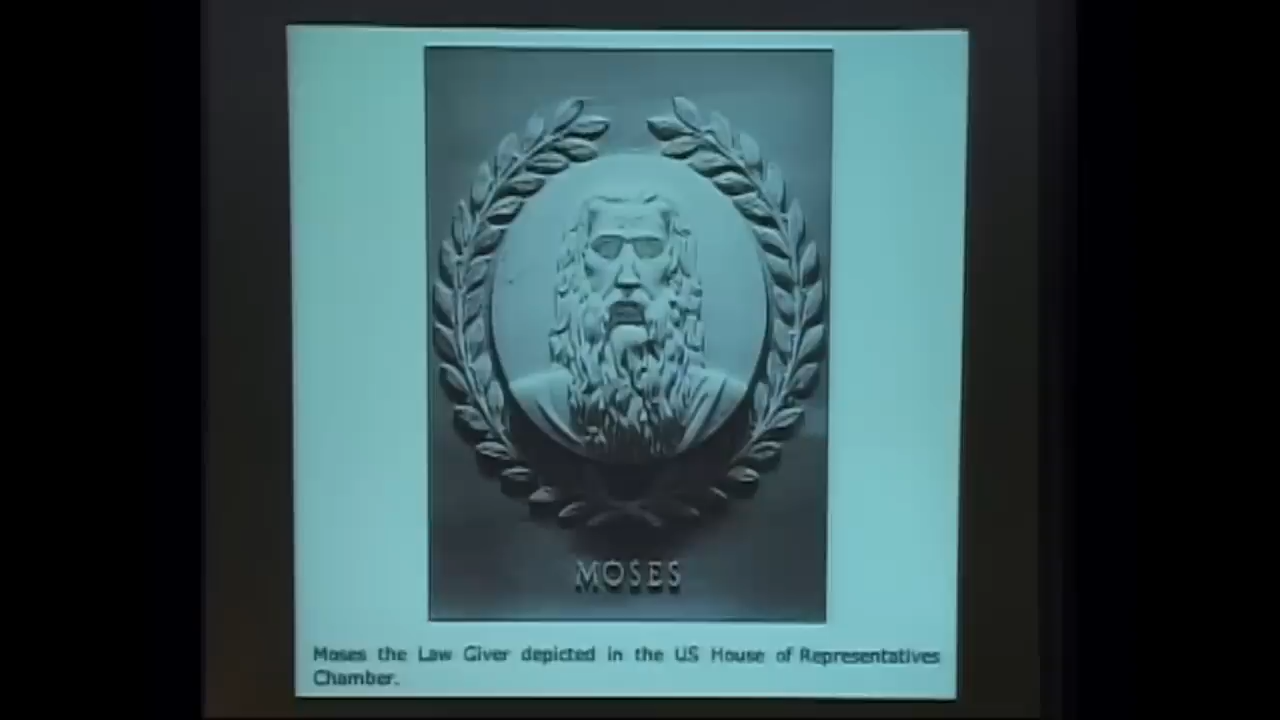 MOSES
Moses the Law Giver depicted in the US House of Representatives
Chamber.